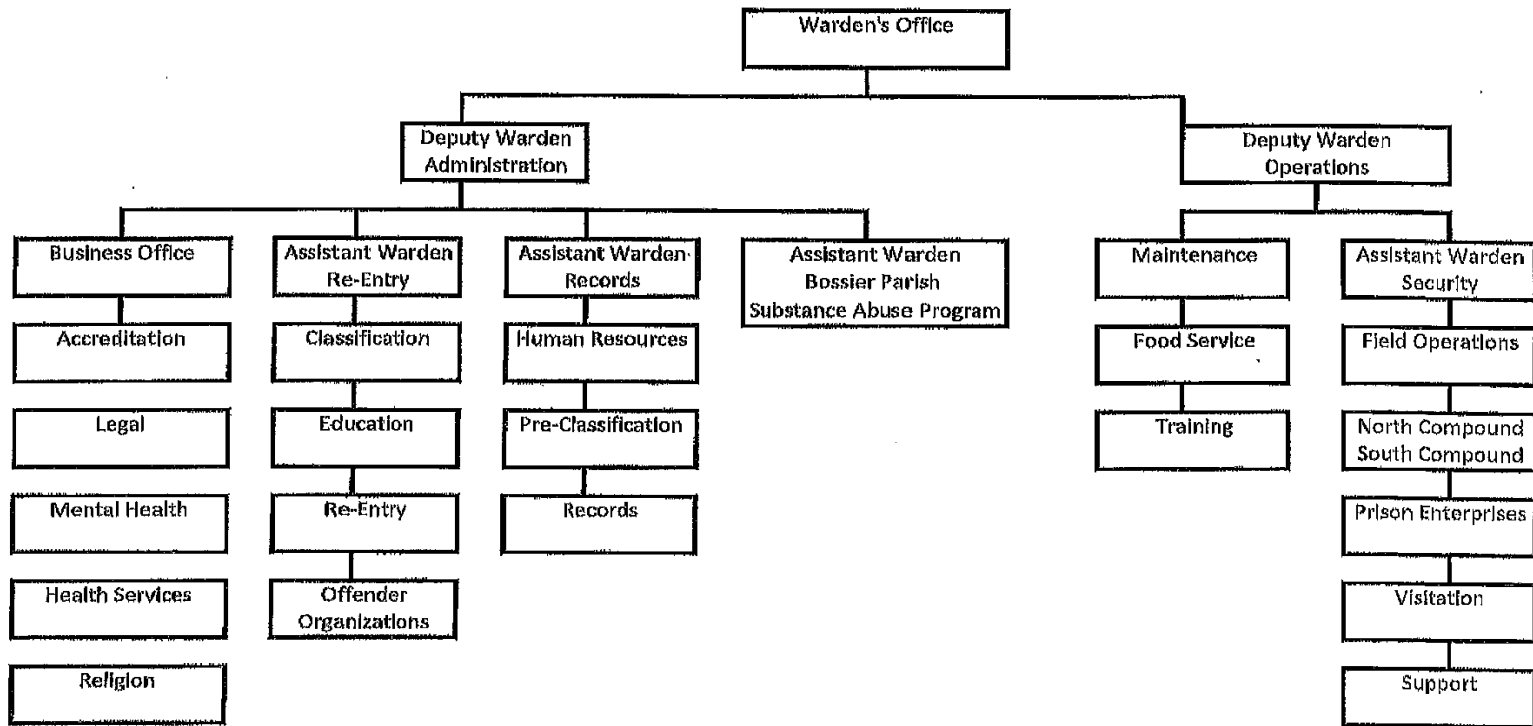 Warden's Office
Deputy Warden
Administration
Deputy Warden
Operations
Business Office
Assistant Warden
Re-Entry
Assistant Warden
Records
Assistant Warden
Bossier Parish
Substance Abuse Program
Maintenance
Assistant Warden
Security
Accreditation
Classification
Human Resources
Food Service
Field Operations
Legal
Education
Pre-Classification
Training
North Compound
South Compound
Mental Health
Re-Entry
Records
Prison Enterprises
Health Services
Offender
Organizations
Visitation
Religion
Support